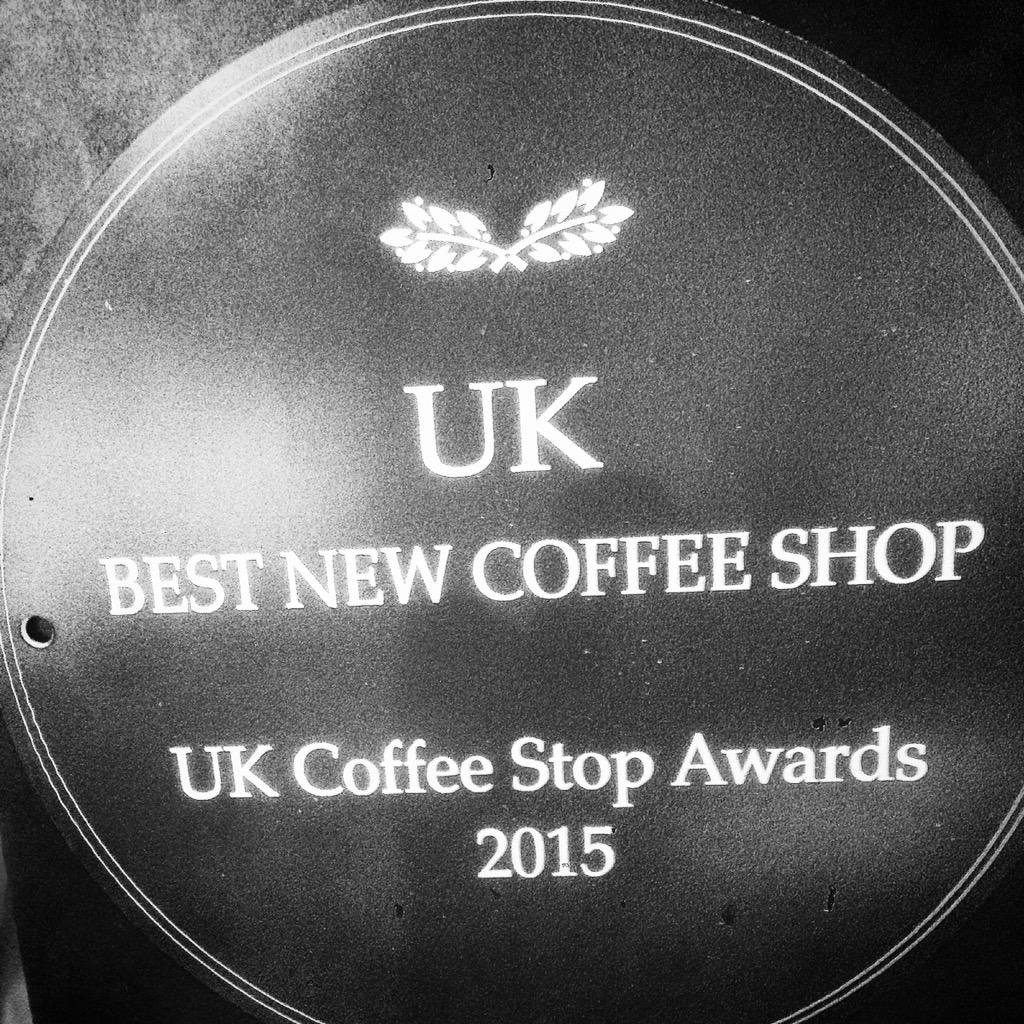 UK
BEST NEW COFFEE SHOP
UK Coffee Stop Awards
2015